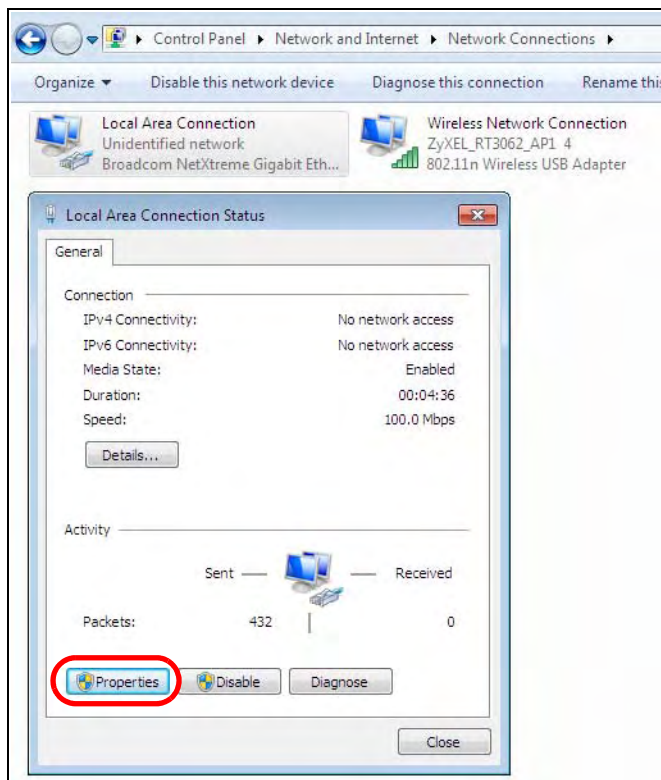 Control Panel Network and Internet Network Connections
Organize Disable this network device Diagnose this connection Rename this
Local Area Connection
Unidentified network
Broadcom NetXtreme Gigabit Eth...
Wireless Network Connection
ZyXEL_RT3062_AP1 4
802.11n Wireless USB Adapter
Local Area Connection Status
General
Connection
IPv4 Connectivity: No network access
IPv6 Connectivity: No network access
Media State: Enabled
Duration: 00:04:36
Speed: 100.0 Mbps
Details...
Activity
Sent Received
Packets: 432 0
Properties Disable Diagnose
Close